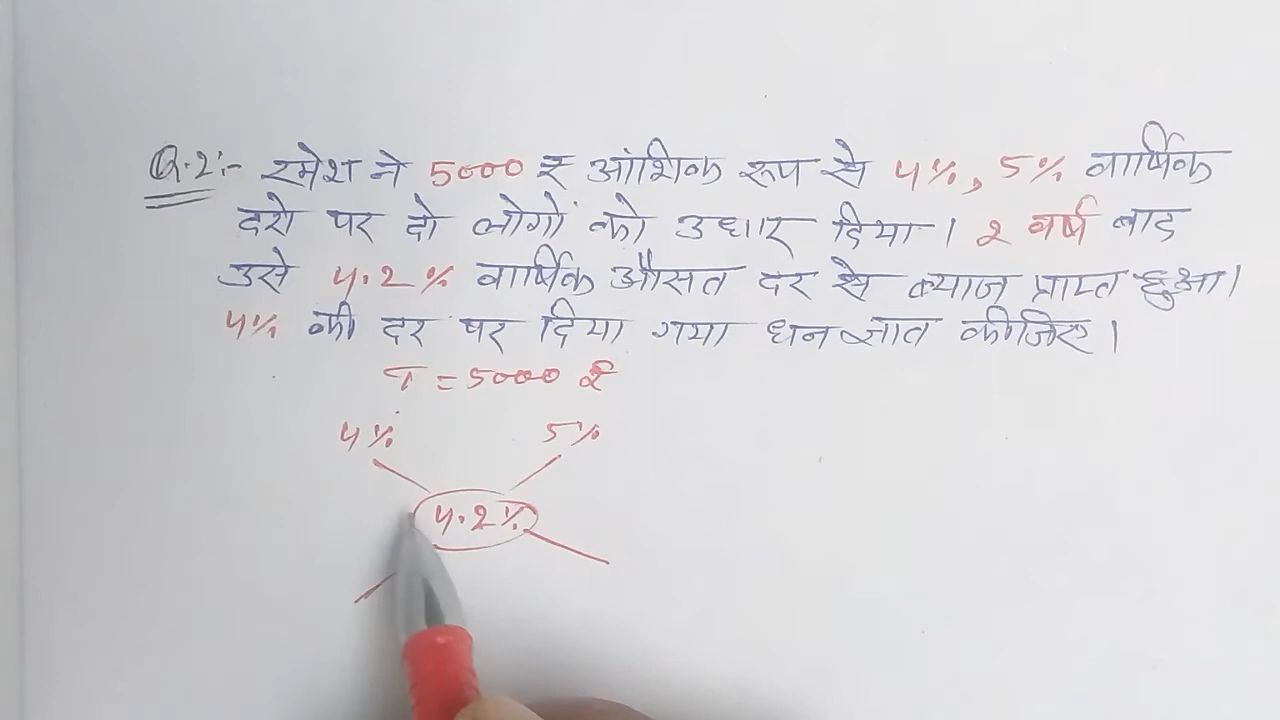 Q.2:- रमेश ने 5000 ₹ आंशिक रूप से 4%, 5% वार्षिक
दरो पर दो लोगों को उधार दिया। 2 वर्ष बाद
उसे 4.2% वार्षिक औसत दर से ब्याज प्राप्त हुआ।
4% की दर पर दिया गया धन ज्ञात कीजिए।
T = 5000 ₹
4% 5%
4.2%